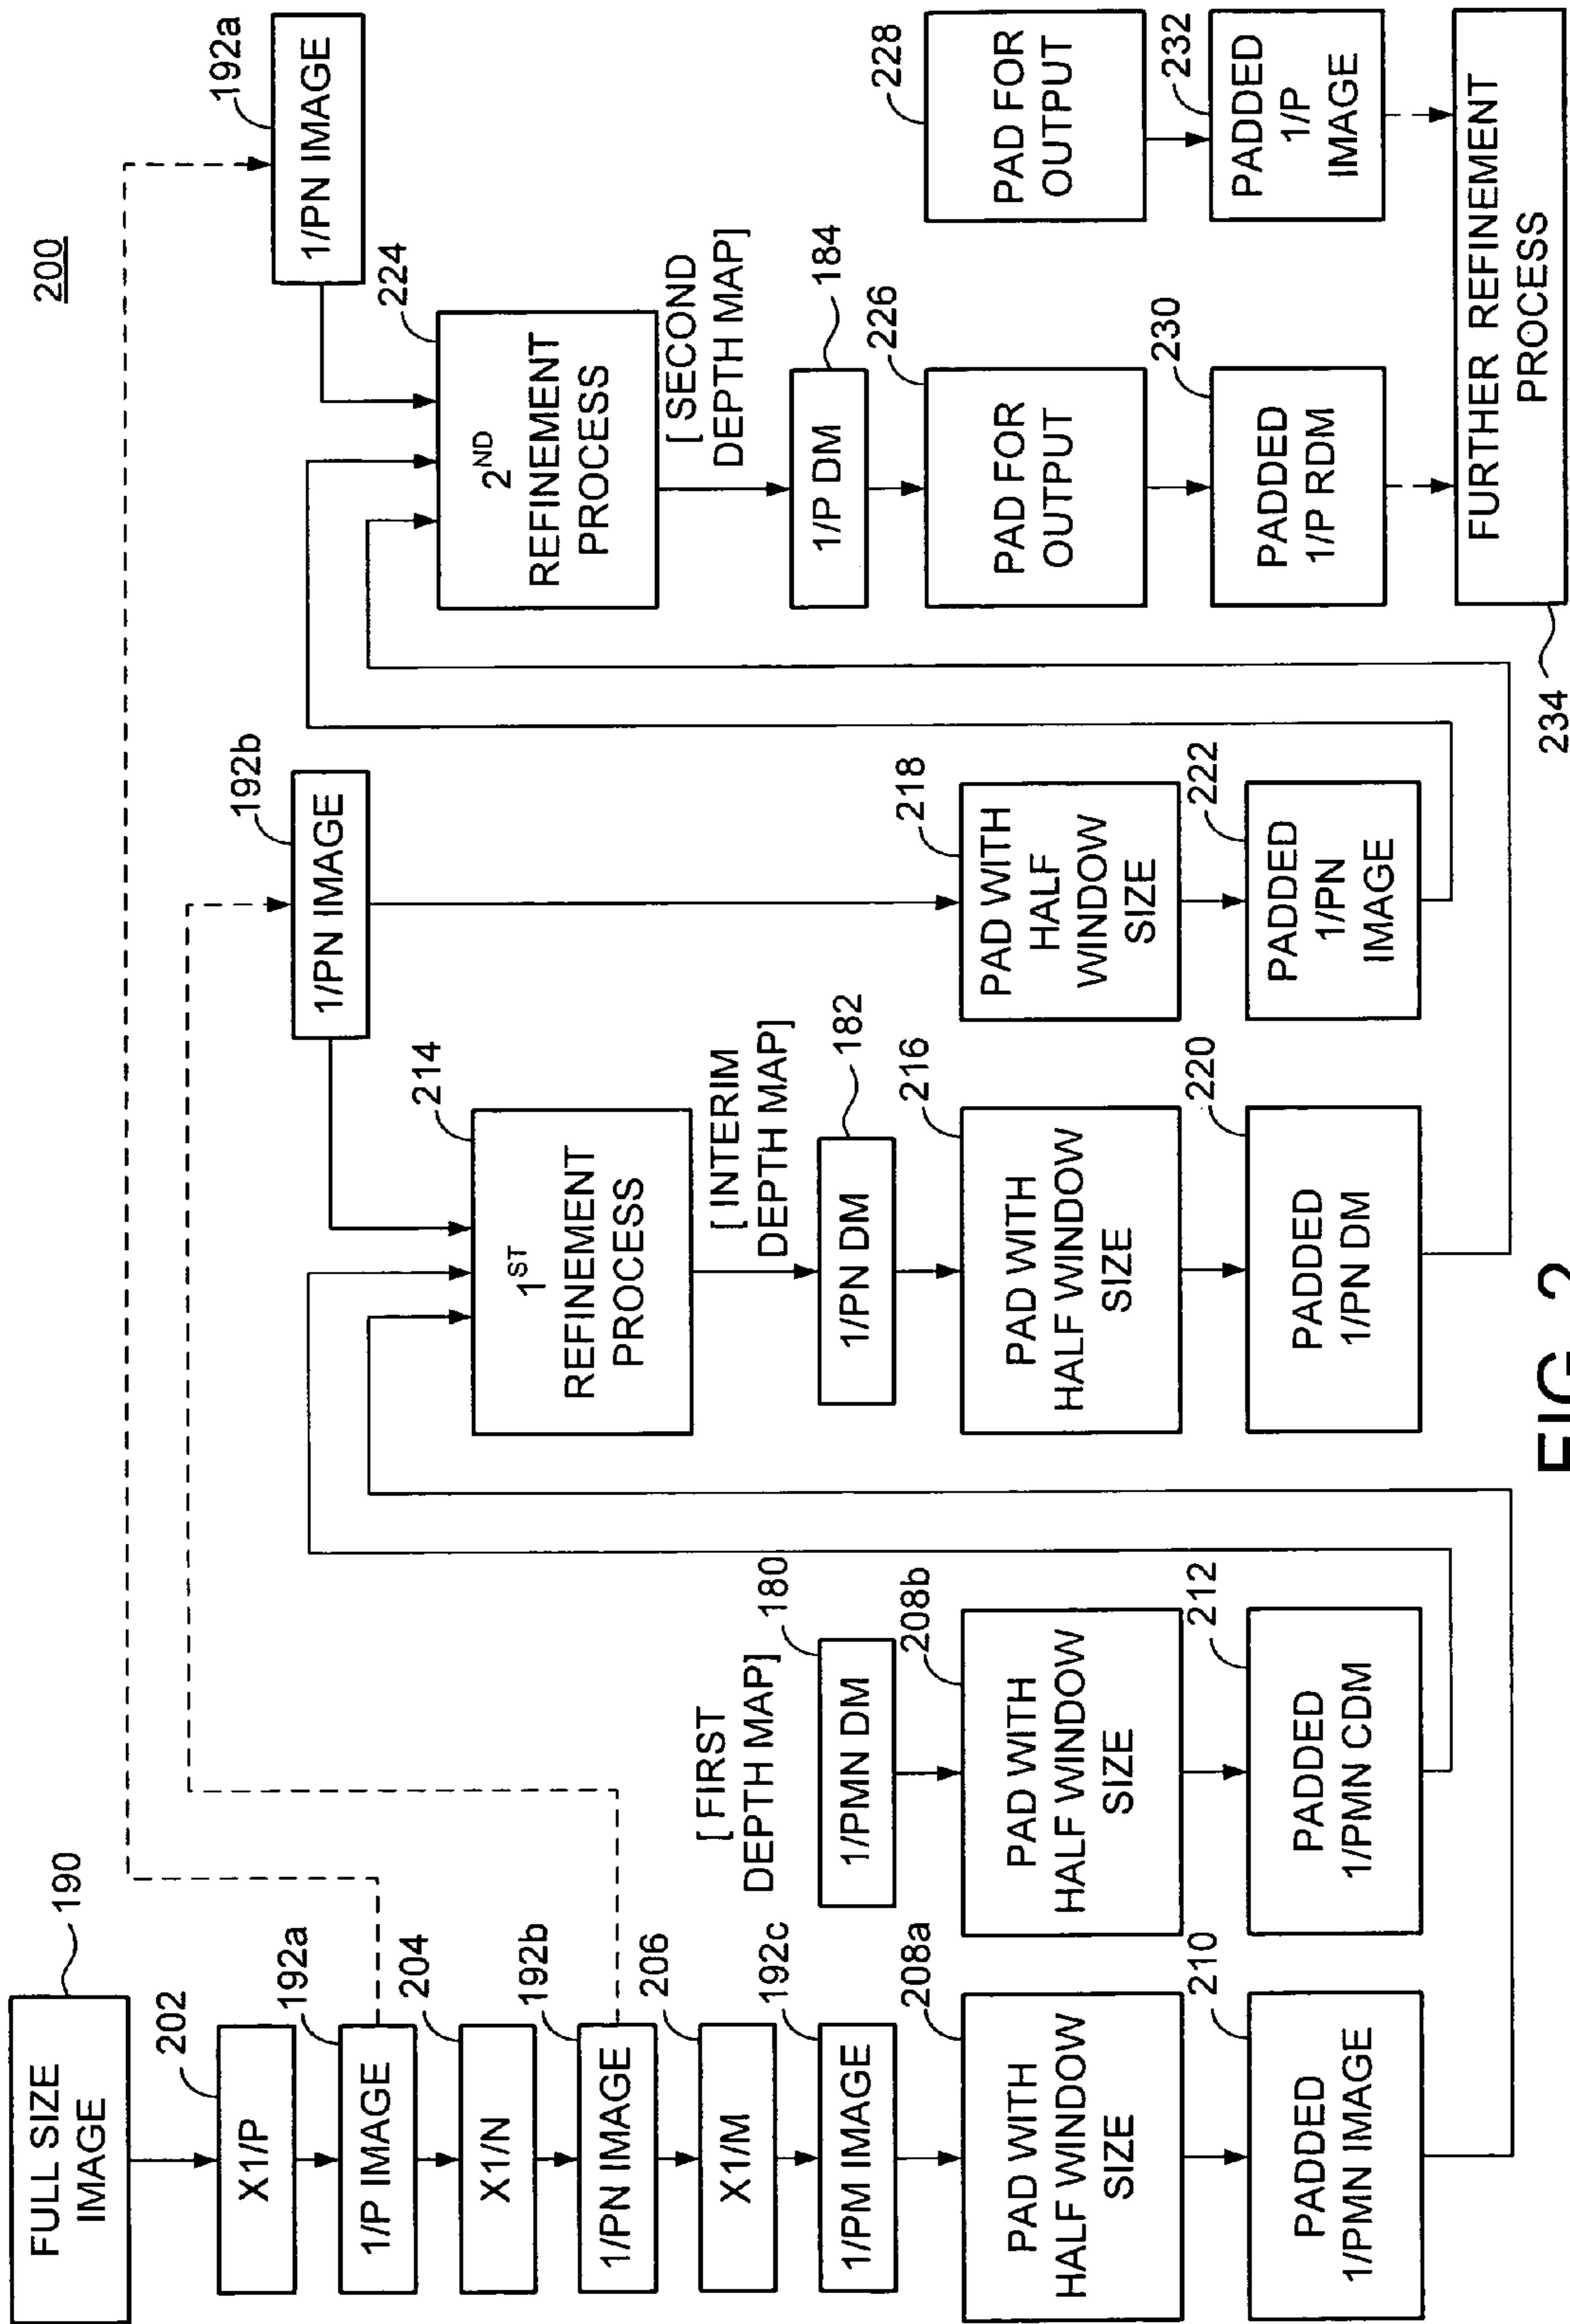 200
FULL SIZE
IMAGE
190
X1/P
202
1/P IMAGE
192a
X1/N
204
1/PN IMAGE
192b
X1/M
206
1/PM IMAGE
192c
PAD WITH
HALF WINDOW
SIZE
208a
PADDED
1/PMN IMAGE
210
[ FIRST
DEPTH MAP]
1/PMN DM
180
PAD WITH
HALF WINDOW
SIZE
208b
PADDED
1/PMN CDM
212
1/PN IMAGE
192b
1ST
REFINEMENT
PROCESS
214
[ INTERIM
DEPTH MAP]
1/PN DM
182
PAD WITH
HALF WINDOW
SIZE
216
PADDED
1/PN DM
220
PAD WITH
HALF
WINDOW
SIZE
218
PADDED
1/PN
IMAGE
222
1/PN IMAGE
192a
2ND
REFINEMENT
PROCESS
224
[ SECOND
DEPTH MAP]
1/P DM
184
PAD FOR
OUTPUT
226
PADDED
1/P RDM
230
PAD FOR
OUTPUT
228
PADDED
1/P
IMAGE
232
FURTHER REFINEMENT
PROCESS
234
FIG. 2